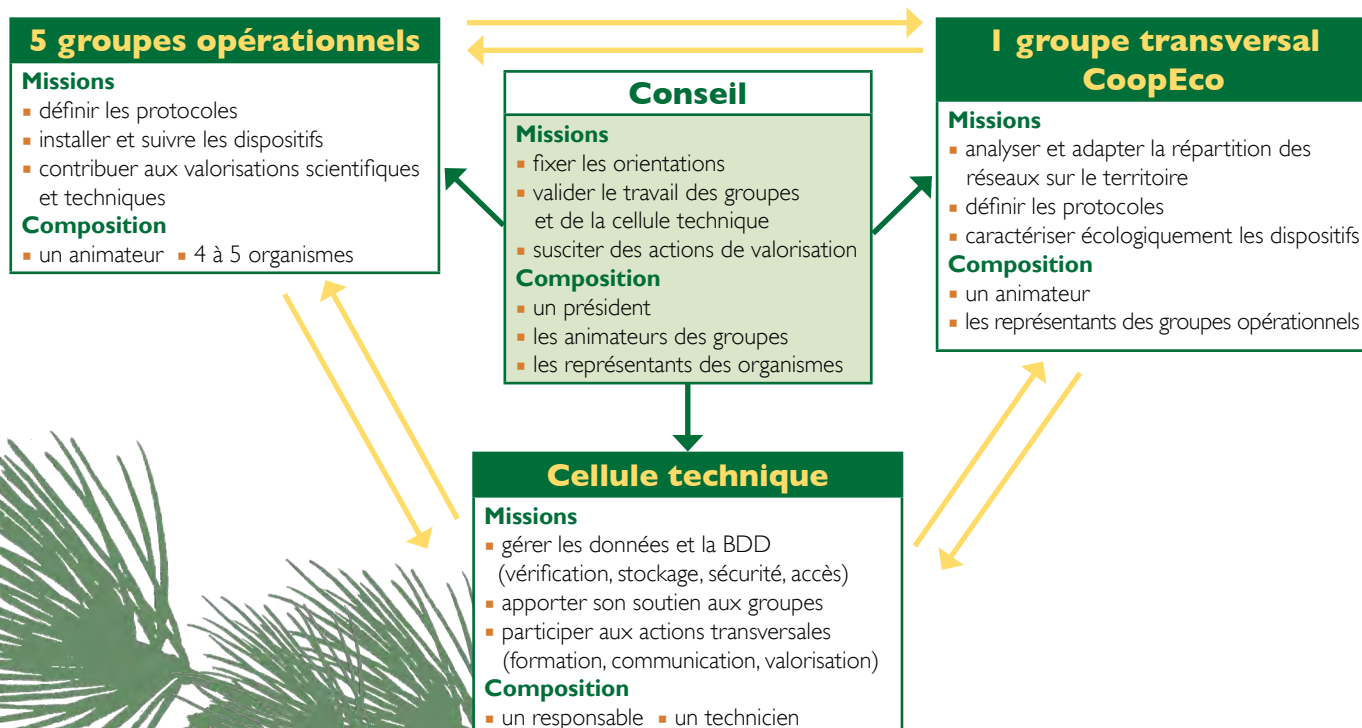 5 groupes opérationnels
Missions
▪ définir les protocoles
▪ installer et suivre les dispositifs
▪ contribuer aux valorisations scientifiques
et techniques
Composition
▪ un animateur ▪ 4 à 5 organismes
Conseil
Missions
▪ fixer les orientations
▪ valider le travail des groupes
et de la cellule technique
▪ susciter des actions de valorisation
Composition
▪ un président
▪ les animateurs des groupes
▪ les représentants des organismes
1 groupe transversal
CoopEco
Missions
▪ analyser et adapter la répartition des
réseaux sur le territoire
▪ définir les protocoles
▪ caractériser écologiquement les dispositifs
Composition
▪ un animateur
▪ les représentants des groupes opérationnels
Cellule technique
Missions
▪ gérer les données et la BDD
(vérification, stockage, sécurité, accès)
▪ apporter son soutien aux groupes
▪ participer aux actions transversales
(formation, communication, valorisation)
Composition
▪ un responsable ▪ un technicien